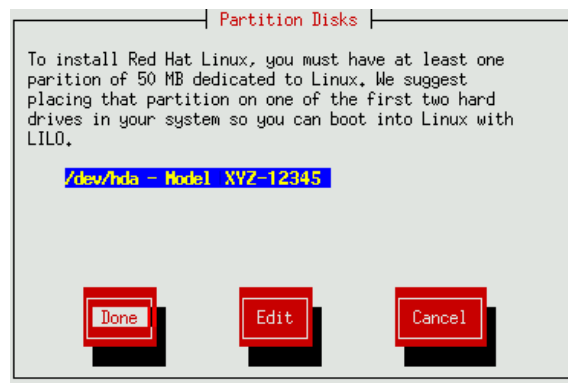 Partition Disks
To install Red Hat Linux, you must have at least one
parition of 50 MB dedicated to Linux. We suggest
placing that partition on one of the first two hard
drives in your system so you can boot into Linux with
LILO.
/dev/hda - Model XYZ-12345
Done Edit Cancel